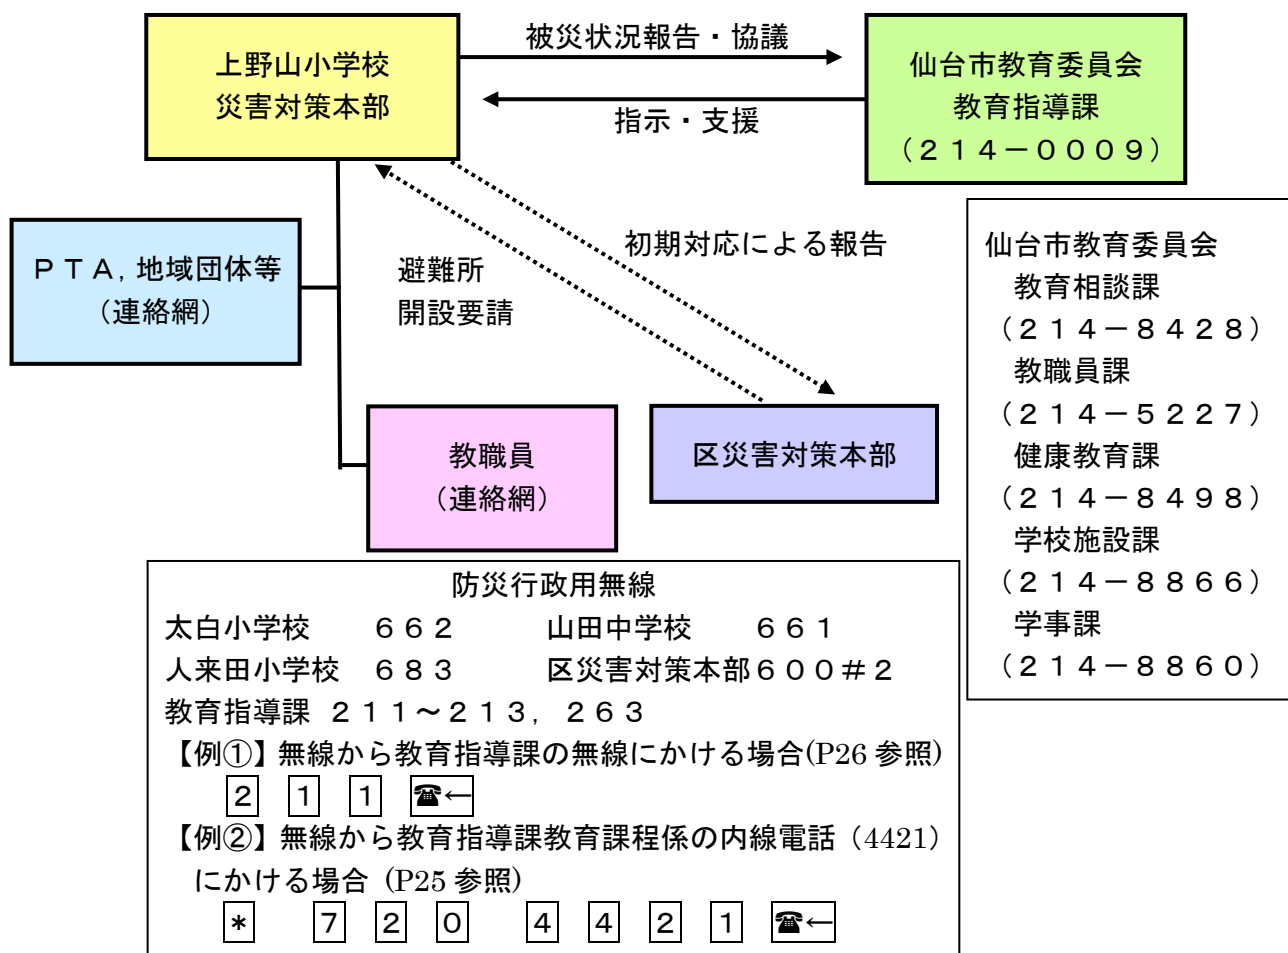 上野山小学校
災害対策本部
被災状況報告・協議
指示・支援
仙台市教育委員会
教育指導課
（２１４－０００９）
ＰＴＡ，地域団体等
（連絡網）
避難所
開設要請
初期対応による報告
教職員
（連絡網）
区災害対策本部
仙台市教育委員会
教育相談課
（２１４－８４２８）
教職員課
（２１４－５２２７）
健康教育課
（２１４－８４９８）
学校施設課
（２１４－８８６６）
学事課
（２１４－８８６０）
防災行政用無線
太白小学校　６６２　山田中学校　６６１
人来田小学校　６８３　区災害対策本部６００＃２
教育指導課　２１１～２１３，２６３
【例①】無線から教育指導課の無線にかける場合(P26 参照)
２ １ １ ☎←
【例②】無線から教育指導課教育課程係の内線電話（4421）
にかける場合 (P25 参照)
＊ ７ ２ ０ ４ ４ ２ １ ☎←